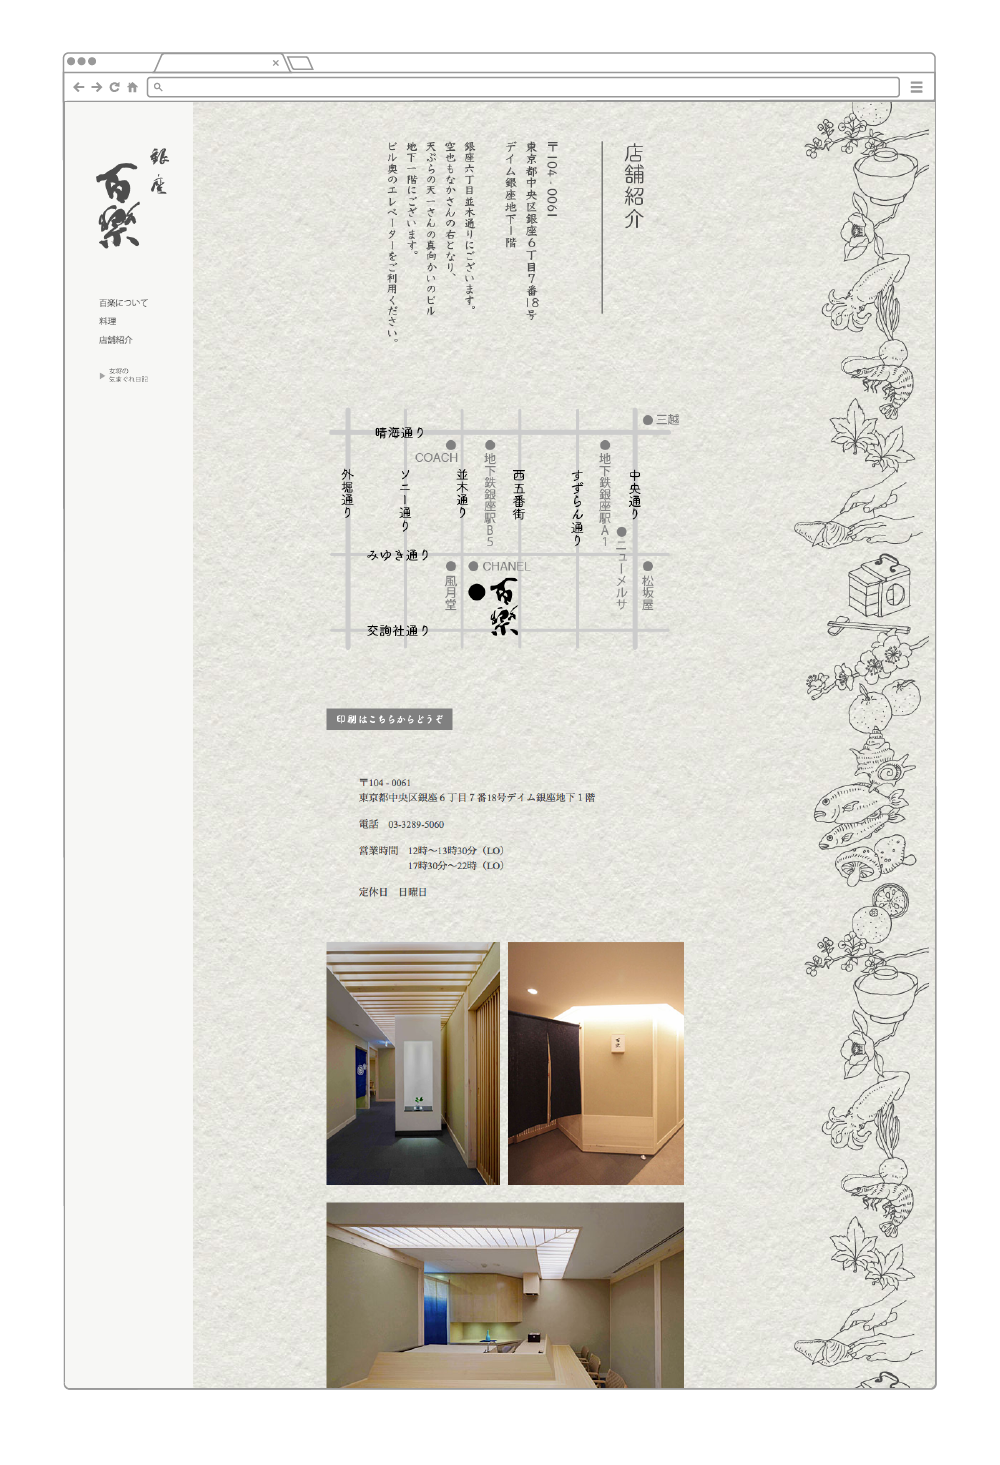 銀座
百樂
百楽について
料理
店舗紹介
女将の
気まぐれ日記
店舗紹介
〒104-0061
東京都中央区銀座6丁目7番18号
デイム銀座地下1階
銀座六丁目並木通りにございます。
空也もなかさんの右となり、
天ぷらの天一さんの真向かいのビル
地下一階にございます。
ビル奥のエレベーターをご利用ください。
三越
晴海通り
COACH
地下鉄銀座駅B5
地下鉄銀座駅A1
外堀通り
ソニー通り
並木通り
西五番街
すずらん通り
中央通り
ニューメルサ
みゆき通り
風月堂
CHANEL
松坂屋
百樂
交詢社通り
印刷はこちらからどうぞ
〒104-0061
東京都中央区銀座6丁目7番18号デイム銀座地下1階
電話 03-3289-5060
営業時間 12時〜13時30分（LO）
17時30分〜22時（LO）
定休日 日曜日
百樂